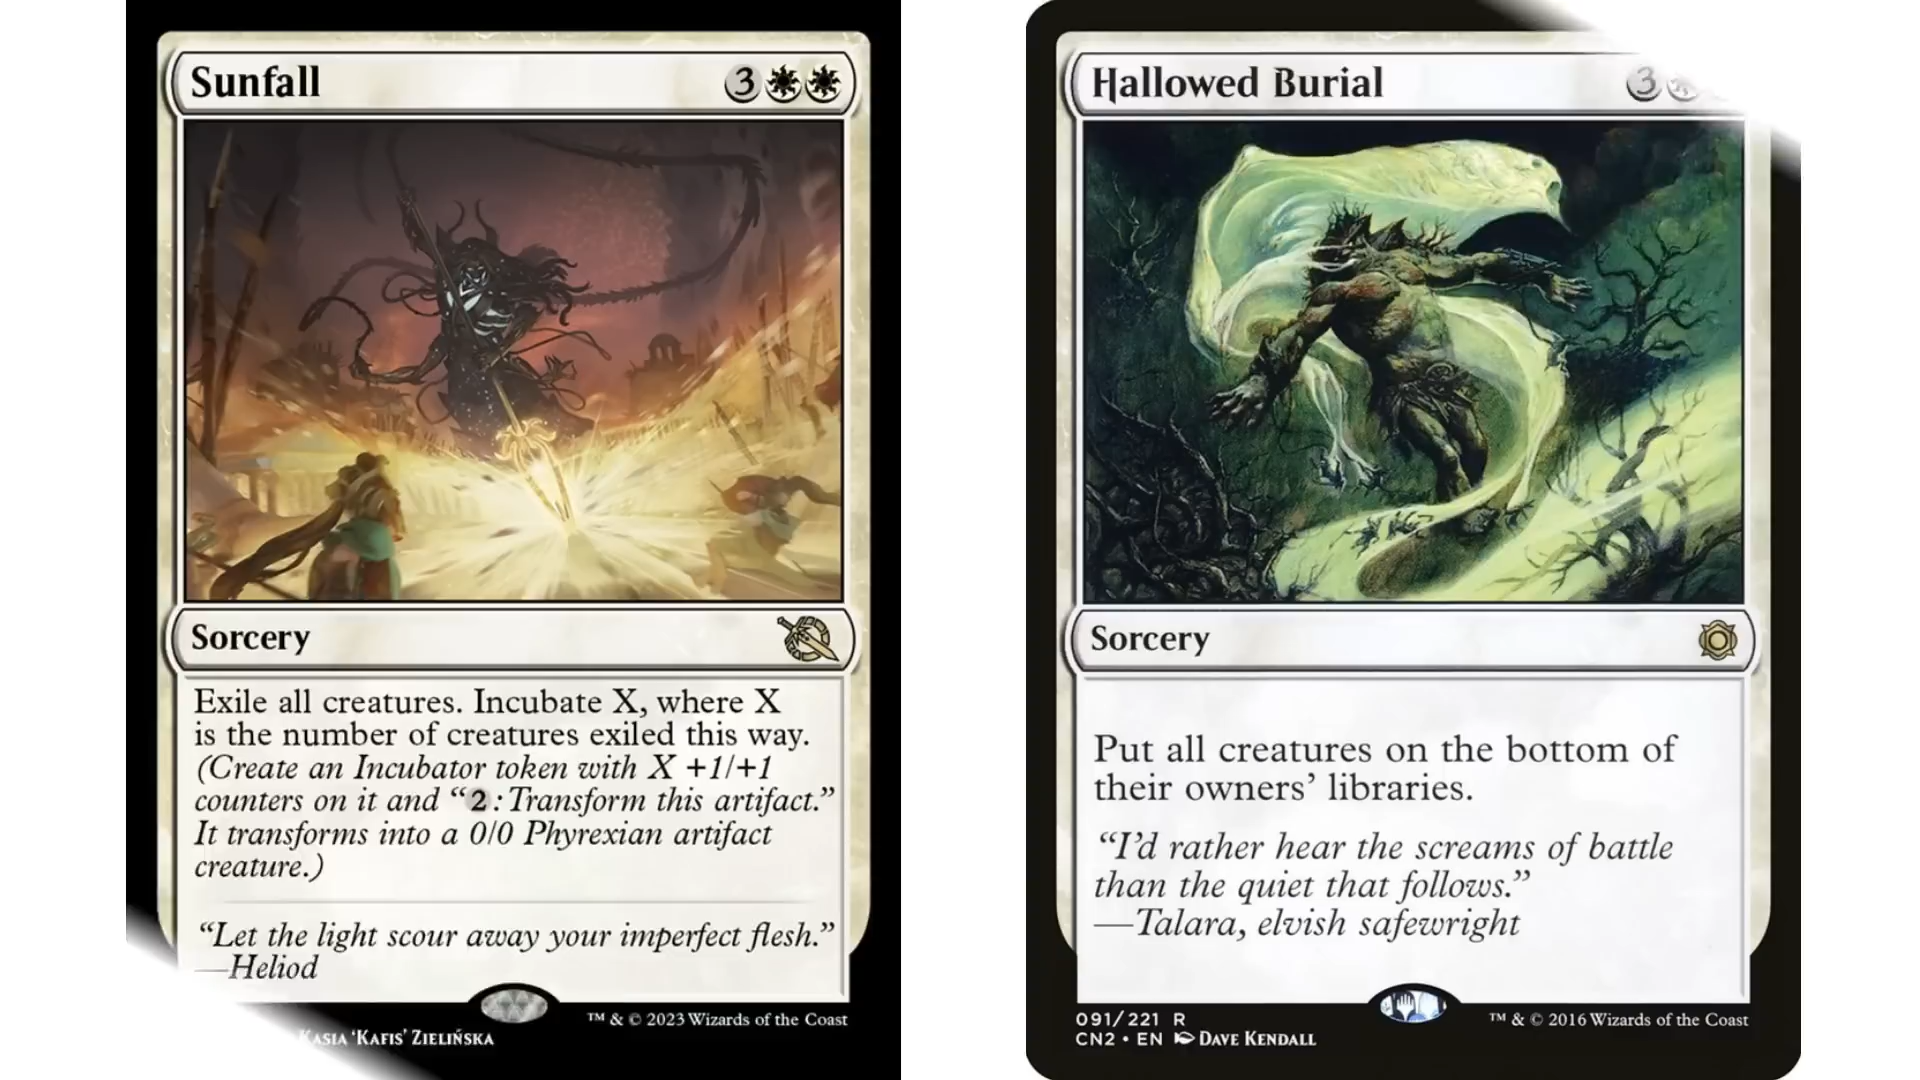 Sunfall 3
Sorcery
Exile all creatures. Incubate X, where X
is the number of creatures exiled this way.
(Create an Incubator token with X +1/+1
counters on it and “2: Transform this artifact.”
It transforms into a 0/0 Phyrexian artifact
creature.)
“Let the light scour away your imperfect flesh.”
—Heliod
KASIA ‘KAFIS’ ZIELIŃSKA
™ & © 2023 Wizards of the Coast
Hallowed Burial 3
Sorcery
Put all creatures on the bottom of
their owners’ libraries.
“I’d rather hear the screams of battle
than the quiet that follows.”
—Talara, elvish safewright
091/221 R
CN2 • EN DAVE KENDALL
™ & © 2016 Wizards of the Coast